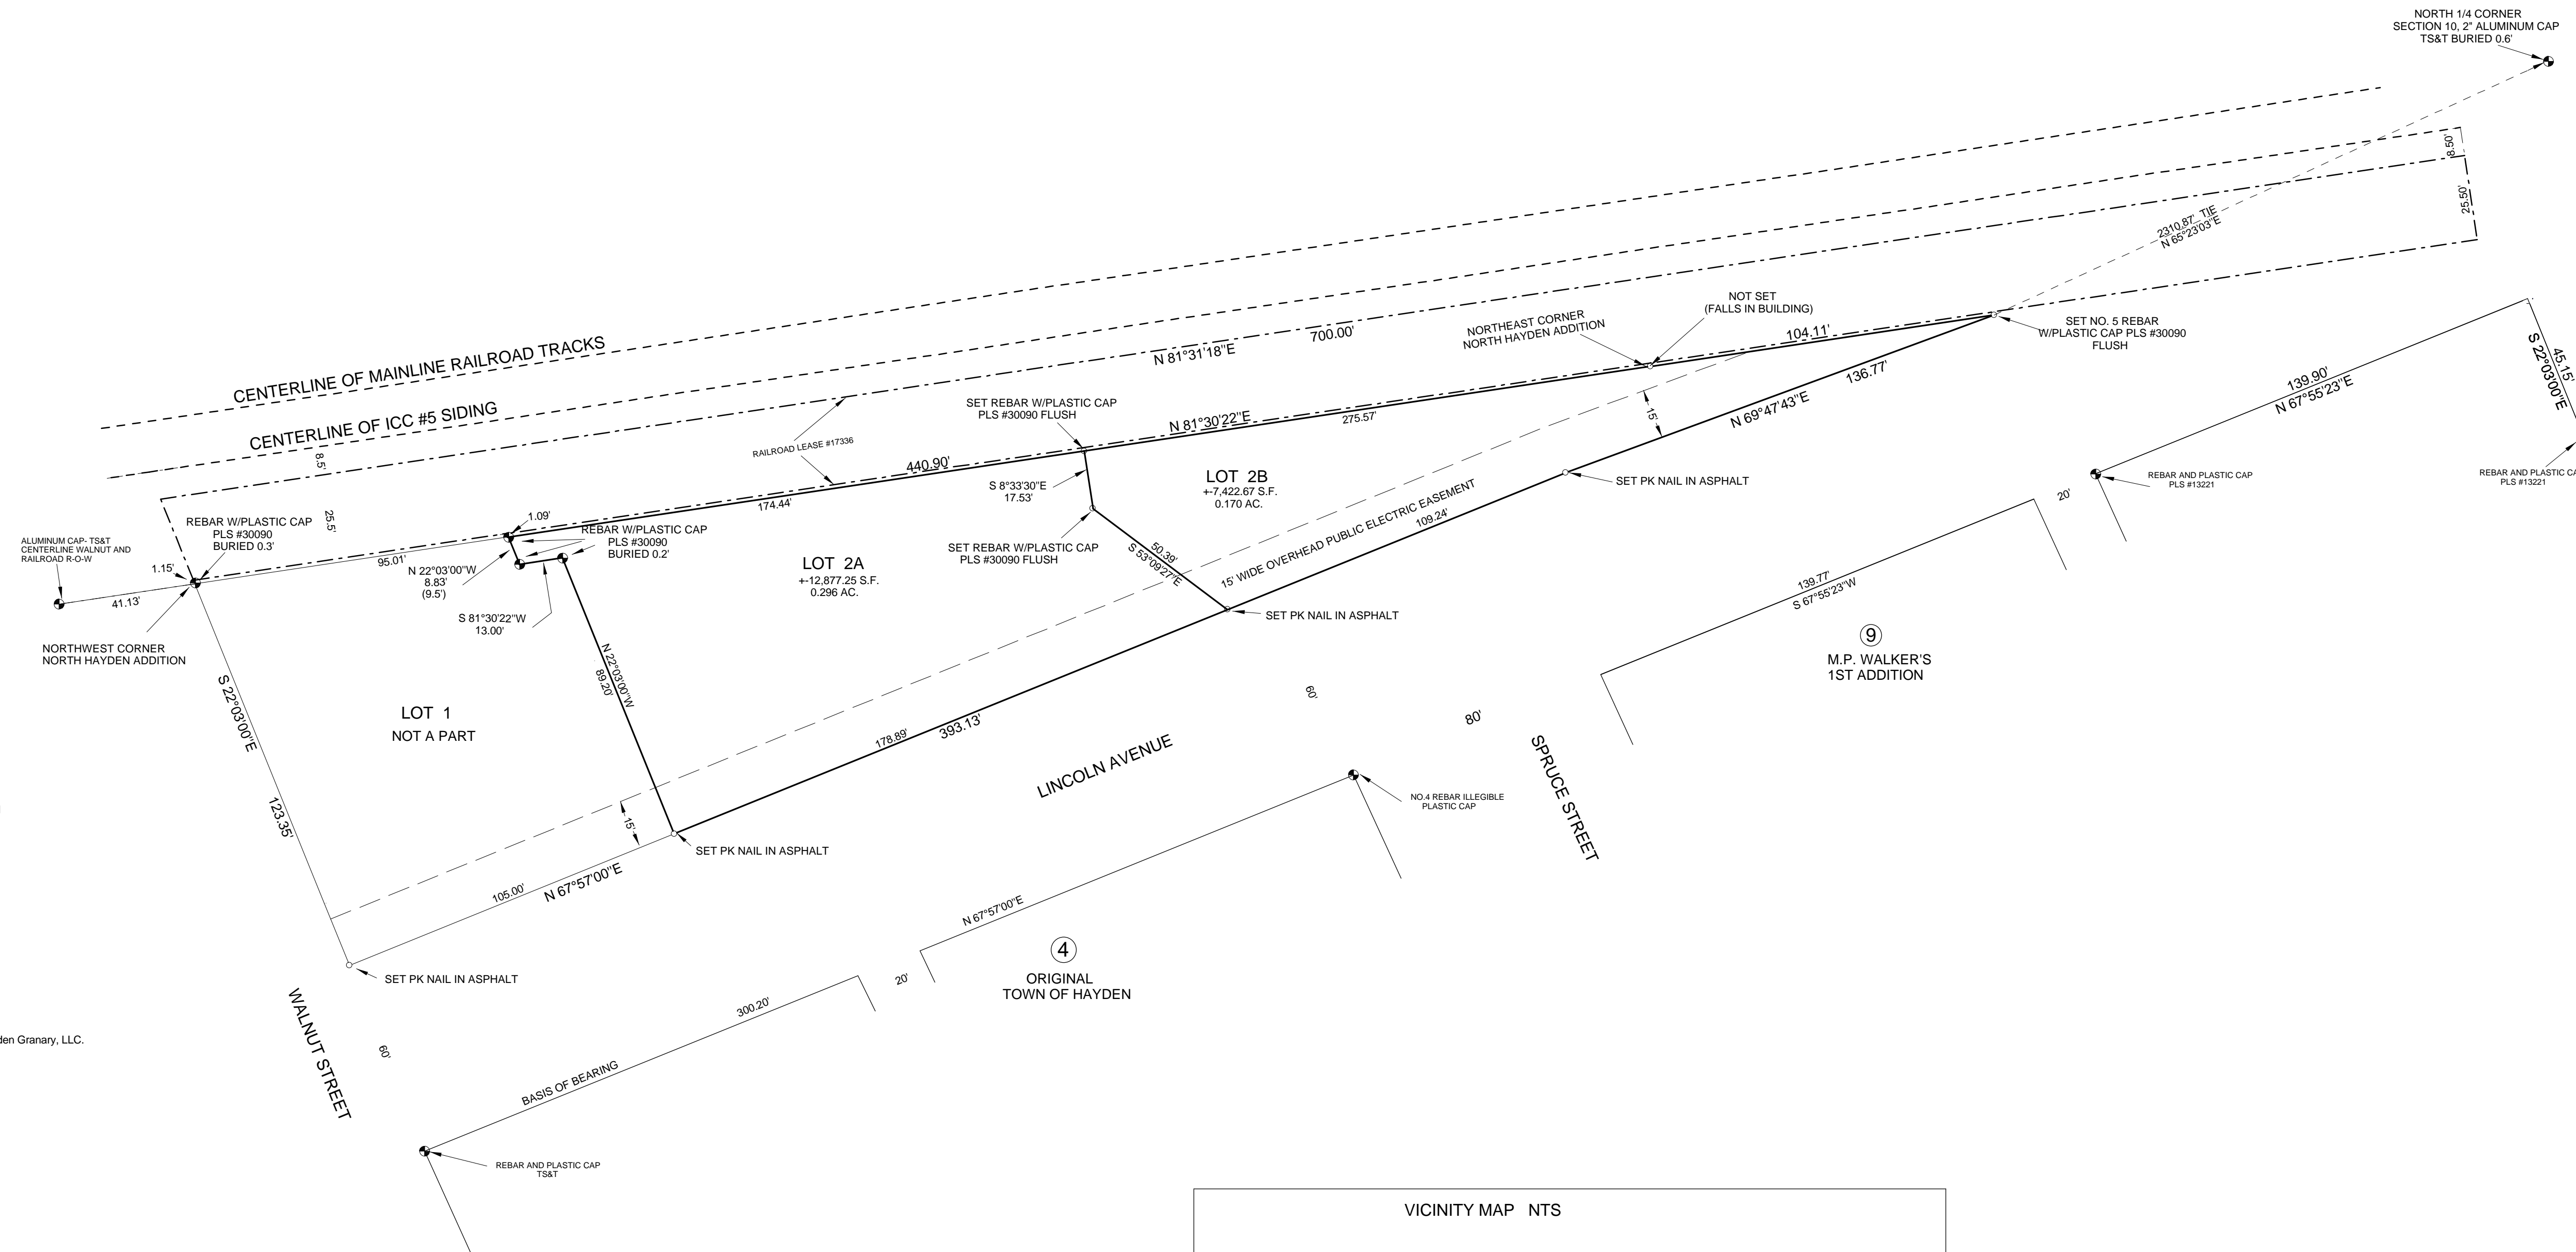 NORTH 1/4 CORNER
SECTION 10, 2" ALUMINUM CAP
TS&T BURIED 0.6'
8.50'
25.50'
2310.87' TIE
N 65°23'03"E
CENTERLINE OF MAINLINE RAILROAD TRACKS
CENTERLINE OF ICC #5 SIDING
8.5'
25.5'
N 81°31'18"E
700.00'
NOT SET
(FALLS IN BUILDING)
NORTHEAST CORNER
NORTH HAYDEN ADDITION
104.11'
SET NO. 5 REBAR
W/PLASTIC CAP PLS #30090
FLUSH
136.77'
N 69°47'43"E
15'
139.90'
N 67°55'23"E
45.15'
S 22°03'00"E
REBAR AND PLASTIC CA
PLS #13221
REBAR AND PLASTIC CAP
PLS #13221
20'
SET REBAR W/PLASTIC CAP
PLS #30090 FLUSH
N 81°30'22"E
275.57'
RAILROAD LEASE #17336
440.90'
174.44'
S 8°33'30"E
17.53'
LOT 2B
+-7,422.67 S.F.
0.170 AC.
SET PK NAIL IN ASPHALT
15' WIDE OVERHEAD PUBLIC ELECTRIC EASEMENT
109.24'
1.09'
REBAR W/PLASTIC CAP
PLS #30090
BURIED 0.3'
REBAR W/PLASTIC CAP
PLS #30090
BURIED 0.2'
ALUMINUM CAP- TS&T
CENTERLINE WALNUT AND
RAILROAD R-O-W
1.15'
41.13'
95.01'
N 22°03'00"W
8.83'
(9.5')
S 81°30'22"W
13.00'
SET REBAR W/PLASTIC CAP
PLS #30090 FLUSH
50.39'
S 53°09'27"E
LOT 2A
+-12,877.25 S.F.
0.296 AC.
SET PK NAIL IN ASPHALT
139.77'
S 67°55'23"W
9
M.P. WALKER'S
1ST ADDITION
NORTHWEST CORNER
NORTH HAYDEN ADDITION
S 22°03'00"E
123.35'
N 22°03'00"W
89.20'
LOT 1
NOT A PART
178.89'
393.13'
60'
80'
LINCOLN AVENUE
SPRUCE STREET
NO.4 REBAR ILLEGIBLE
PLASTIC CAP
15'
SET PK NAIL IN ASPHALT
105.00'
N 67°57'00"E
N 67°57'00"E
4
ORIGINAL
TOWN OF HAYDEN
SET PK NAIL IN ASPHALT
20'
300.20'
WALNUT STREET
60'
den Granary, LLC.
BASIS OF BEARING
REBAR AND PLASTIC CAP
TS&T
VICINITY MAP NTS